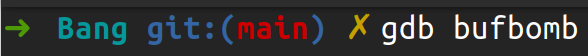 ➜ Bang git:(main) ✗ gdb bufbomb